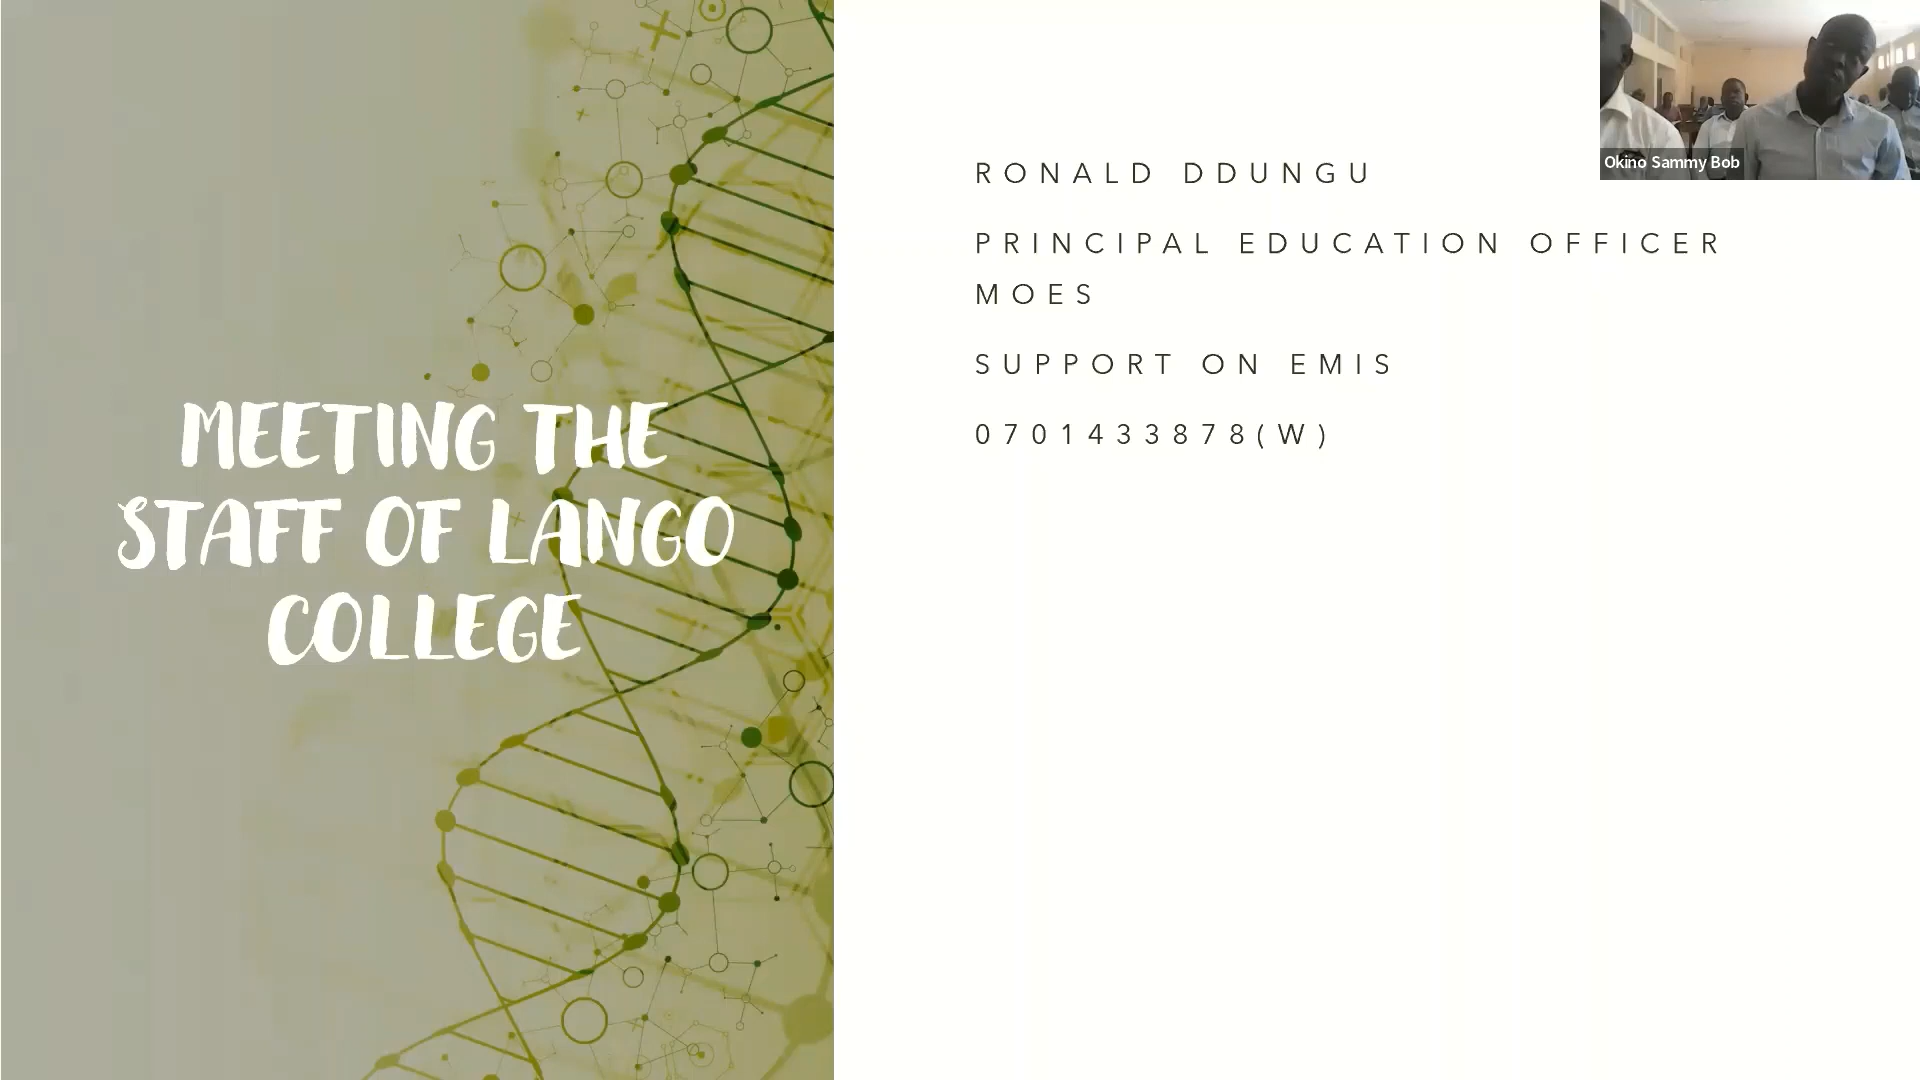 MEETING THE
STAFF OF LANGO
COLLEGE
RONALD DDUNGU
PRINCIPAL EDUCATION OFFICER
MOES
SUPPORT ON EMIS
0701433878(W)
Okino Sammy Bob